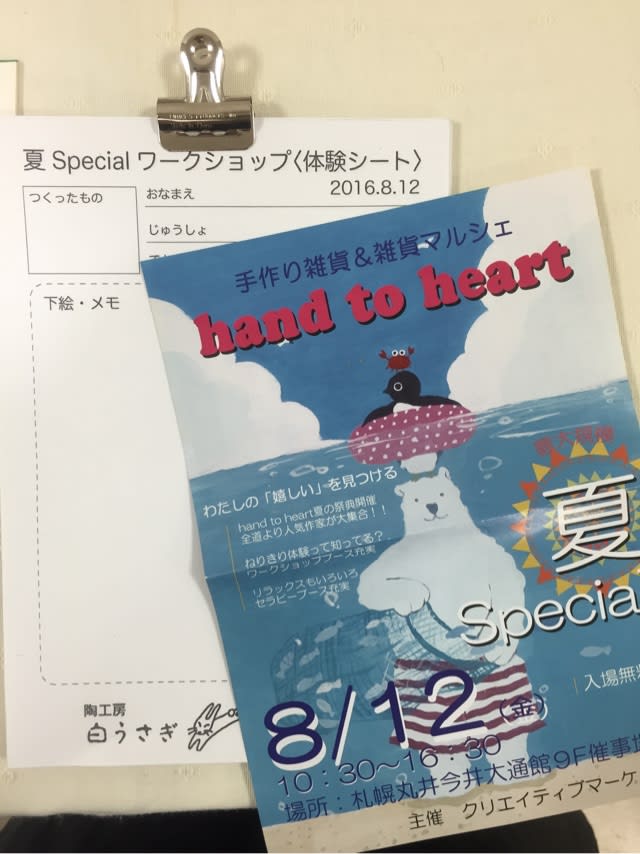 夏 Special ワークショップ〈体験シート〉
2016.8.12
つくったもの
おなまえ
じゅうしょ
下絵・メモ
陶工房
白うさぎ
手作り雑貨&雑貨マルシェ
hand to heart
わたしの「嬉しい」を見つける
hand to heart夏の祭典開催
全道より人気作家が大集合!!
ねりきり体験って知ってる?
ワークショップブース充実
リラックスもいろいろ
セラピーブース充実
夏
Specia
入場無料
8/12(金)
10:30~16:30
場所:札幌丸井今井大通館9F催事場
主催 クリエイティブマーケ